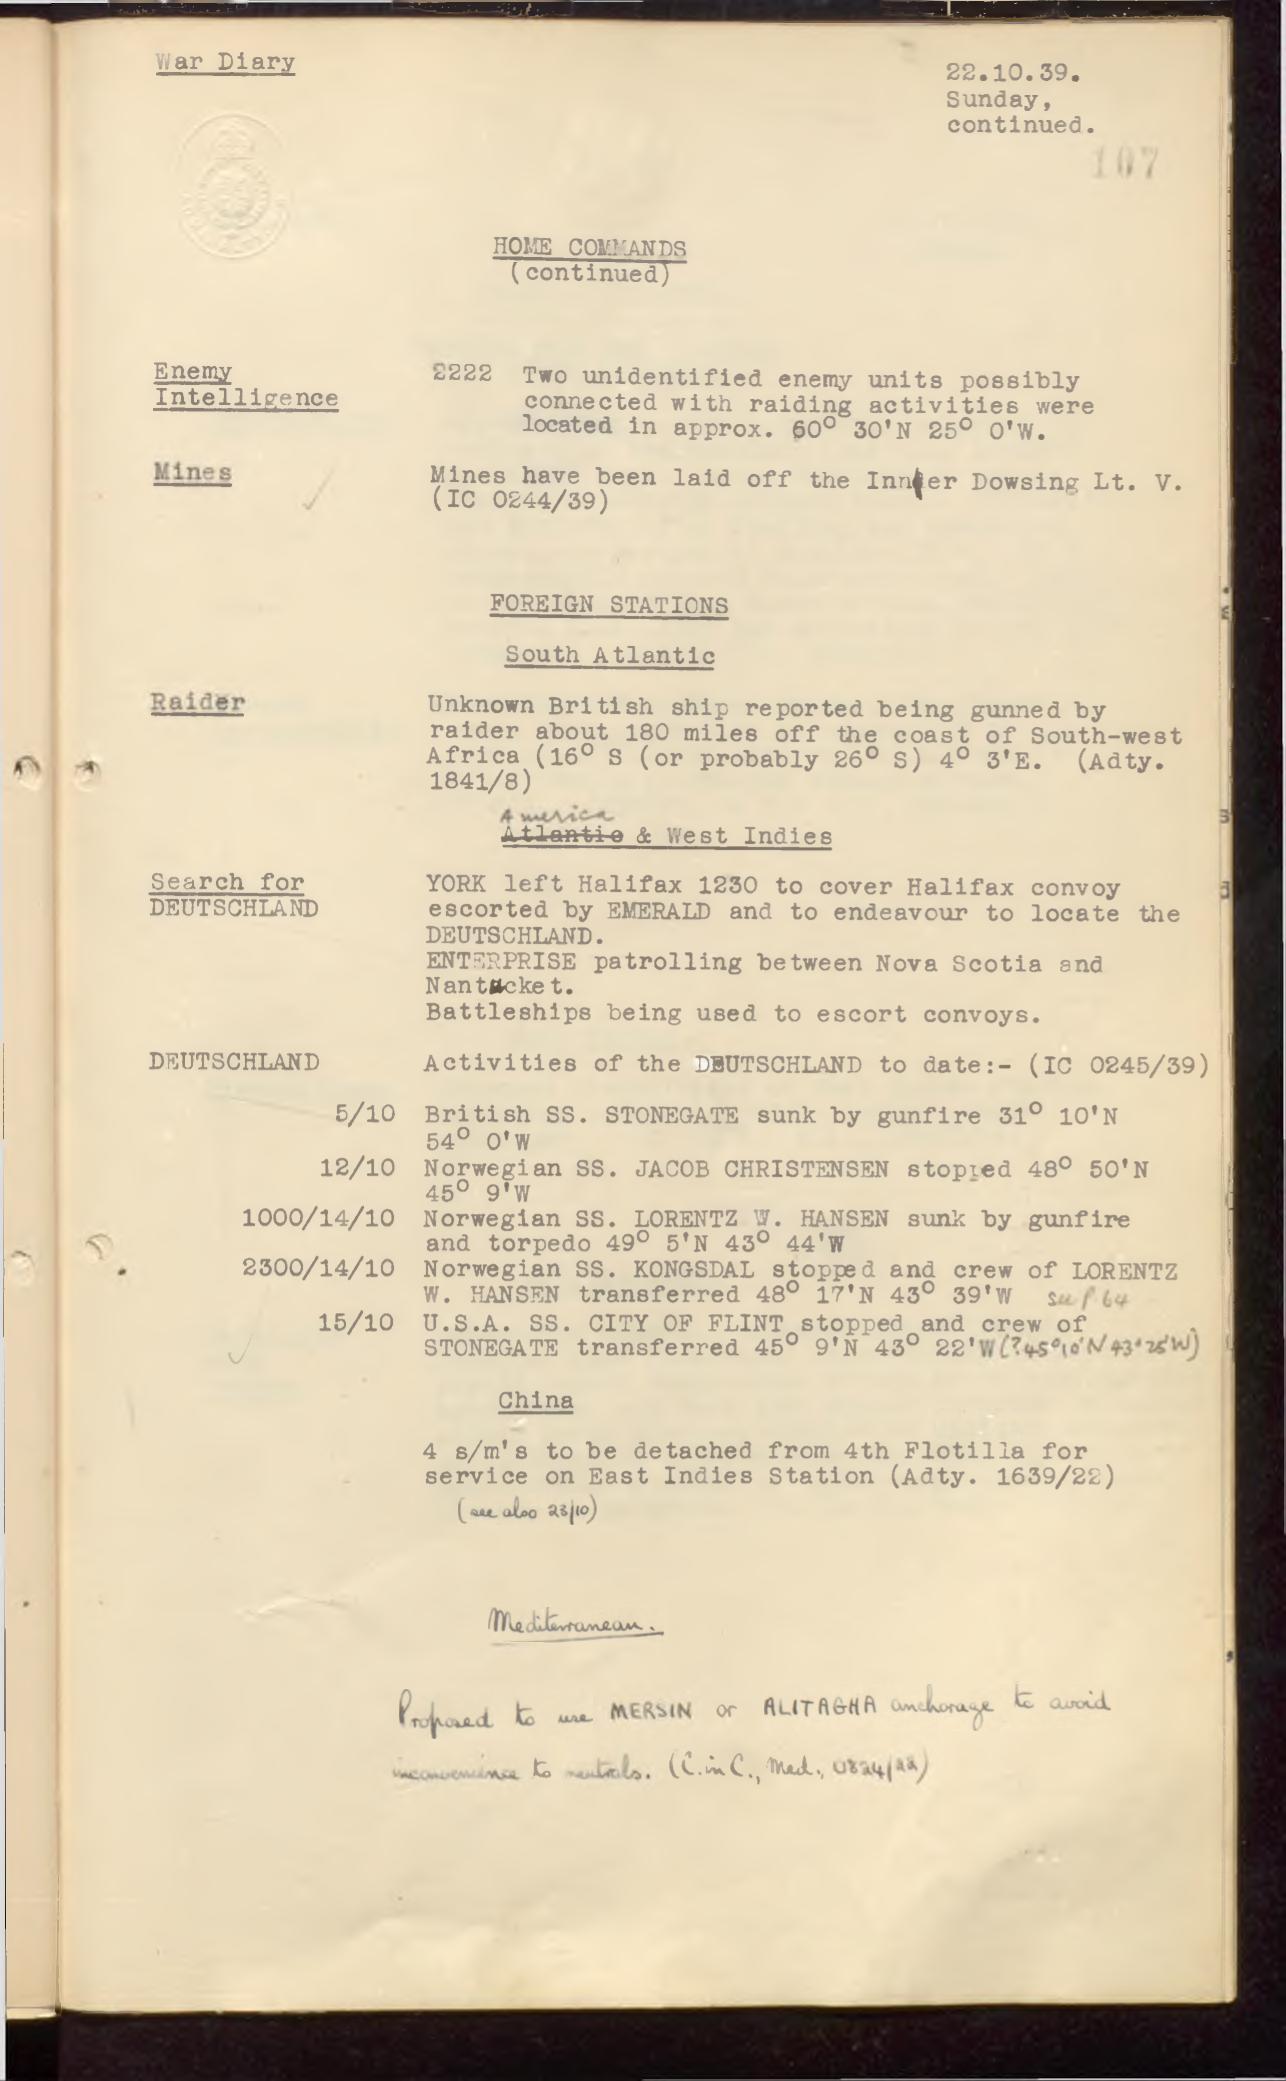 War Diary
22.10.39.
Sunday,
continued.
107
HOME COMMANDS
(continued)
Enemy
Intelligence
2222 Two unidentified enemy units possibly
connected with raiding activities were
located in approx. 60° 30'N 25° 0'W.
Mines
Mines have been laid off the Inner Dowsing Lt. V.
(IC 0244/39)
FOREIGN STATIONS
South Atlantic
Raider
Unknown British ship reported being gunned by
raider about 180 miles off the coast of South-west
Africa (16° S (or probably 26° S) 4° 3'E. (Adty.
1841/8)
America
Atlantic & West Indies
Search for
DEUTSCHLAND
YORK left Halifax 1230 to cover Halifax convoy
escorted by EMERALD and to endeavour to locate the
DEUTSCHLAND.
ENTERPRISE patrolling between Nova Scotia and
Nantucket.
Battleships being used to escort convoys.
DEUTSCHLAND Activities of the DEUTSCHLAND to date:- (IC 0245/39)
5/10 British SS. STONEGATE sunk by gunfire 31° 10'N
54° 0'W
12/10 Norwegian SS. JACOB CHRISTENSEN stopped 48° 50'N
45° 9'W
1000/14/10 Norwegian SS. LORENTZ W. HANSEN sunk by gunfire
and torpedo 49° 5'N 43° 44'W
2300/14/10 Norwegian SS. KONGSDAL stopped and crew of LORENTZ
W. HANSEN transferred 48° 17'N 43° 39'W see p 64
15/10 U.S.A. SS. CITY OF FLINT stopped and crew of
STONEGATE transferred 45° 9'N 43° 22'W (?45°10'N 43°25'W)
China
4 s/m's to be detached from 4th Flotilla for
service on East Indies Station (Adty. 1639/22)
(see also 23/10)
Mediterranean.
Proposed to use MERSIN or ALITAGHA anchorage to avoid
inconvenience to neutrals. (C.in C., Med., 0824/22)